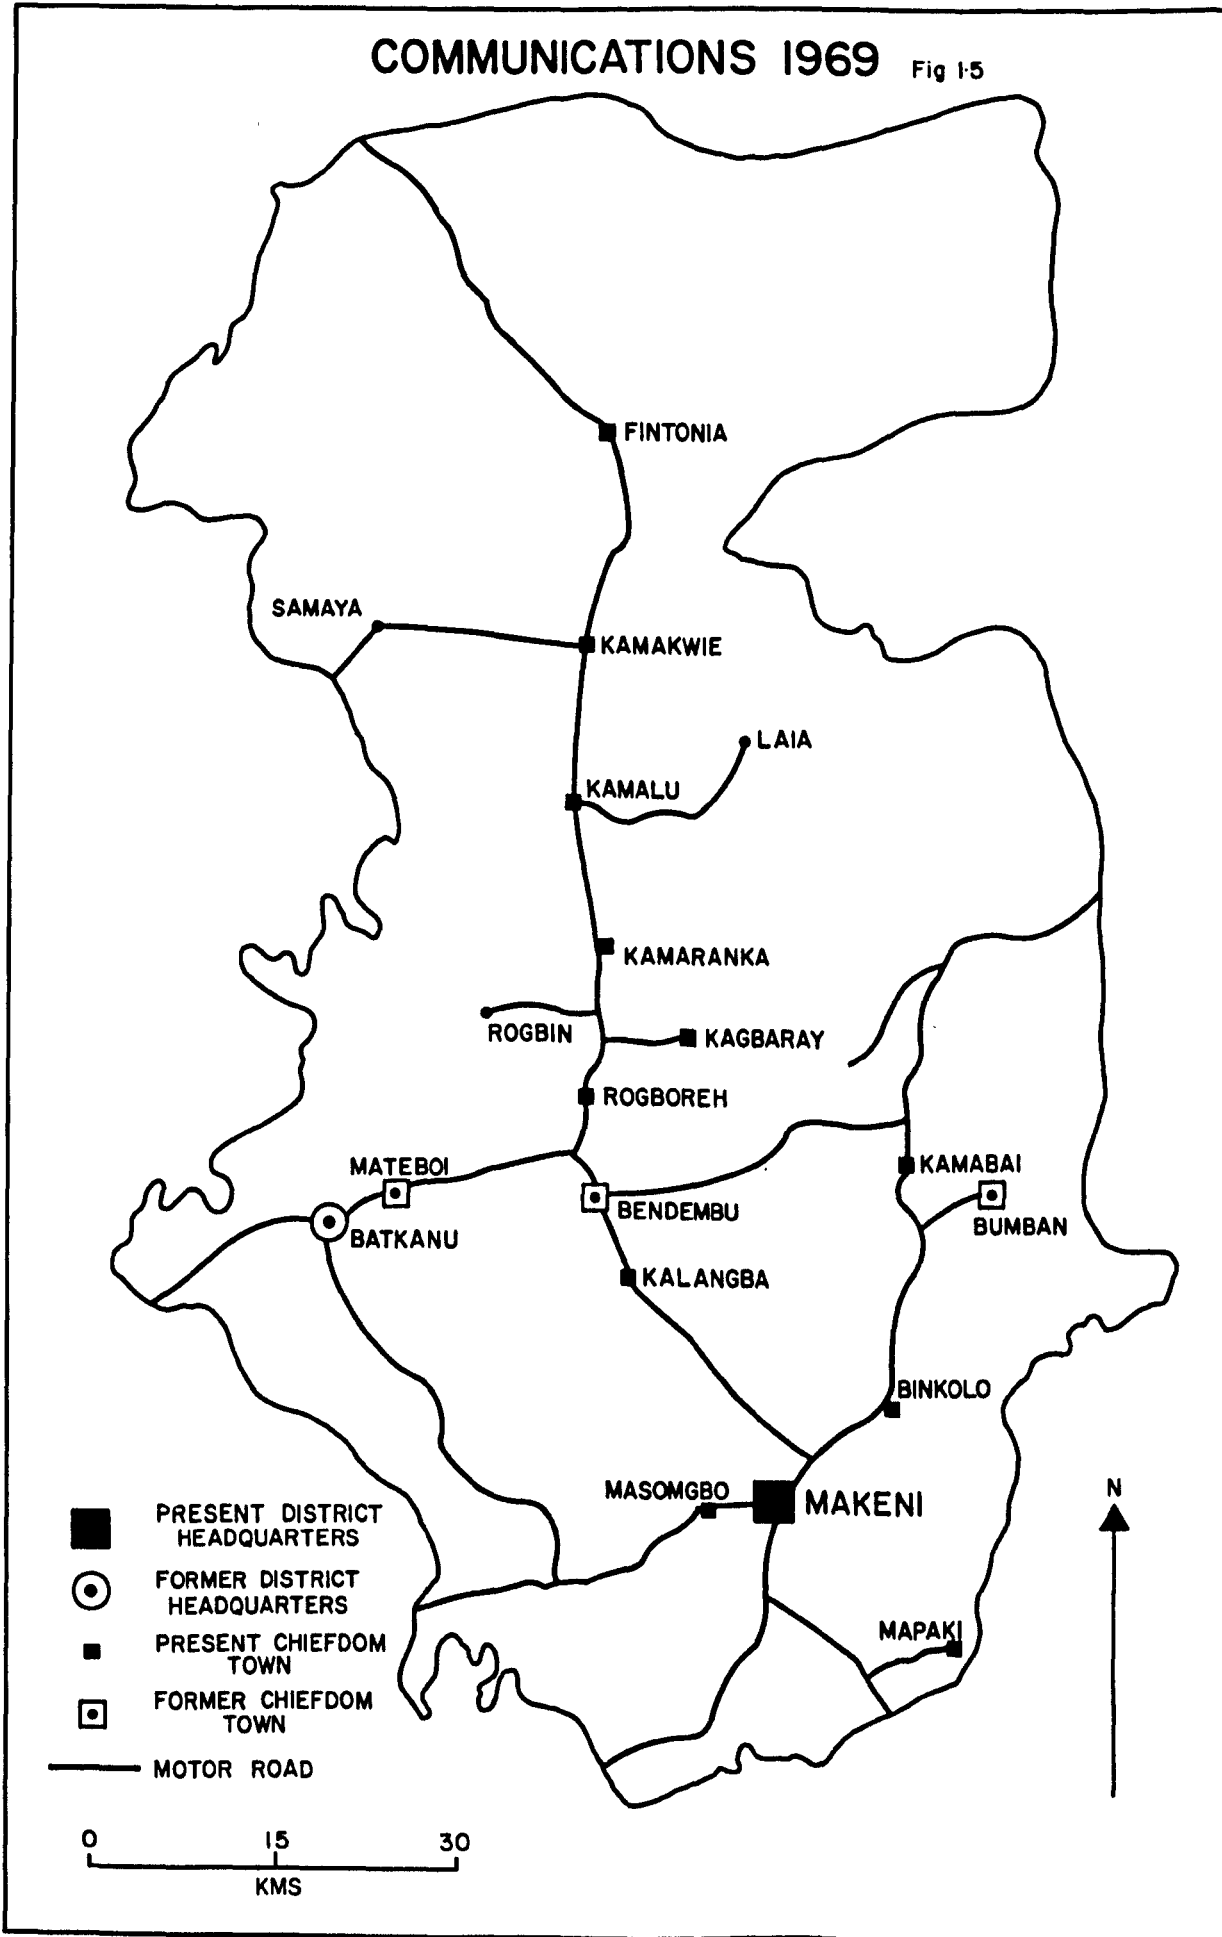 COMMUNICATIONS 1969 Fig 1·5
FINTONIA
SAMAYA
KAMAKWIE
LAIA
KAMALU
KAMARANKA
ROGBIN
KAGBARAY
ROGBOREH
MATEBOI
KAMABAI
BENDEMBU
BUMBAN
BATKANU
KALANGBA
BINKOLO
MASOMGBO
MAKENI
N
MAPAKI
PRESENT DISTRICT
HEADQUARTERS
FORMER DISTRICT
HEADQUARTERS
PRESENT CHIEFDOM
TOWN
FORMER CHIEFDOM
TOWN
MOTOR ROAD
0 15 30
KMS